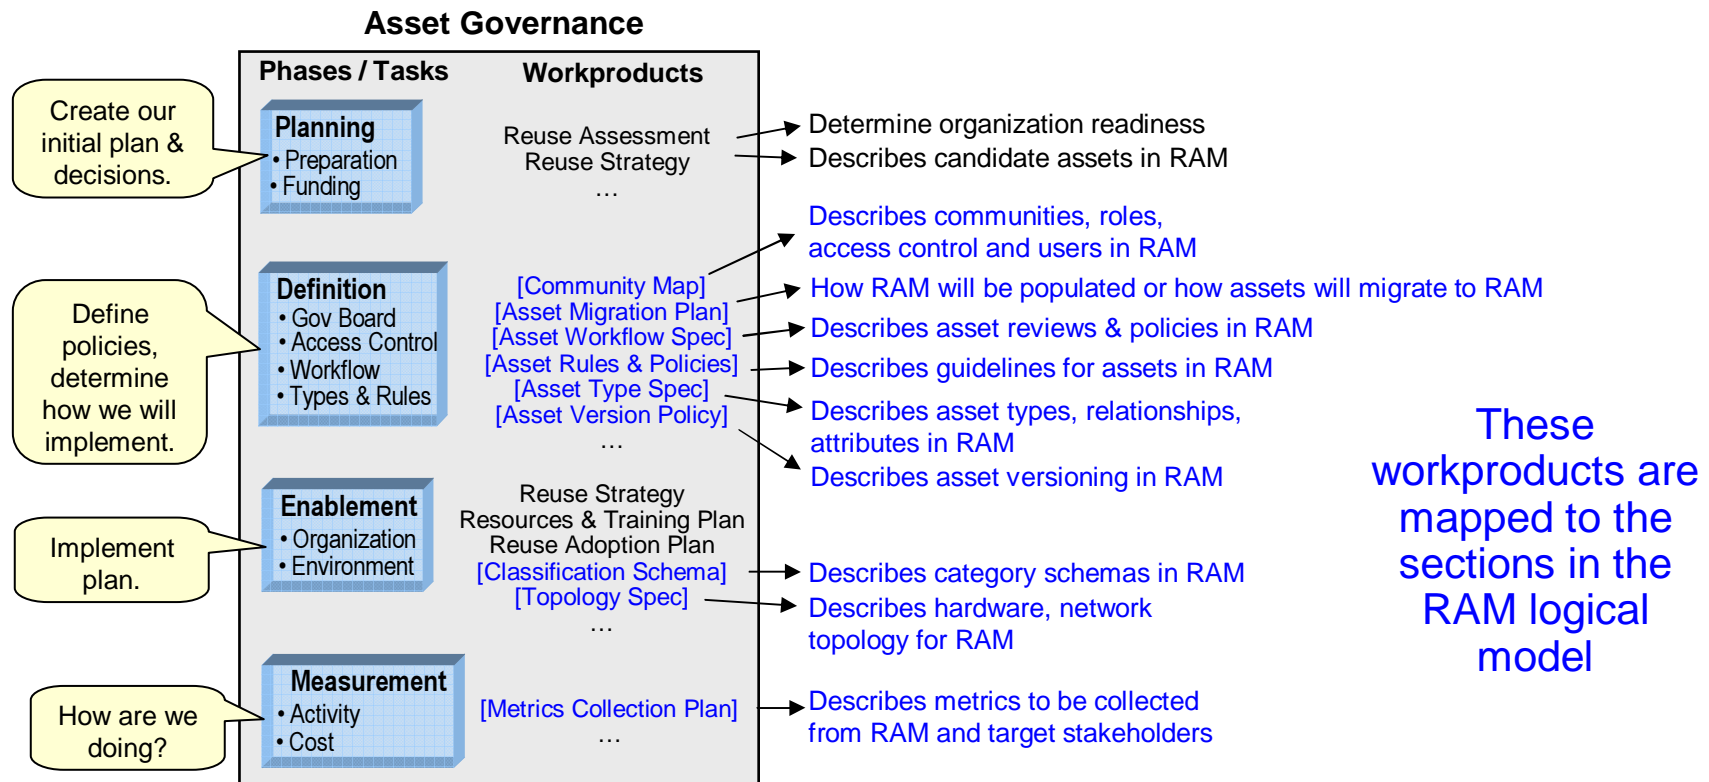 Asset Governance
Phases / Tasks
Workproducts
Create our
initial plan &
decisions.
Planning
• Preparation
• Funding
Reuse Assessment
Reuse Strategy
…
Determine organization readiness
Describes candidate assets in RAM
Define
policies,
determine
how we will
implement.
Definition
• Gov Board
• Access Control
• Workflow
• Types & Rules
[Community Map]
[Asset Migration Plan]
[Asset Workflow Spec]
[Asset Rules & Policies]
[Asset Type Spec]
[Asset Version Policy]
…
Describes communities, roles,
access control and users in RAM
How RAM will be populated or how assets will migrate to RAM
Describes asset reviews & policies in RAM
Describes guidelines for assets in RAM
Describes asset types, relationships,
attributes in RAM
Describes asset versioning in RAM
Implement
plan.
Enablement
• Organization
• Environment
Reuse Strategy
Resources & Training Plan
Reuse Adoption Plan
[Classification Schema]
[Topology Spec]
…
Describes category schemas in RAM
Describes hardware, network
topology for RAM
How are we
doing?
Measurement
• Activity
• Cost
[Metrics Collection Plan]
…
Describes metrics to be collected
from RAM and target stakeholders
These
workproducts are
mapped to the
sections in the
RAM logical
model